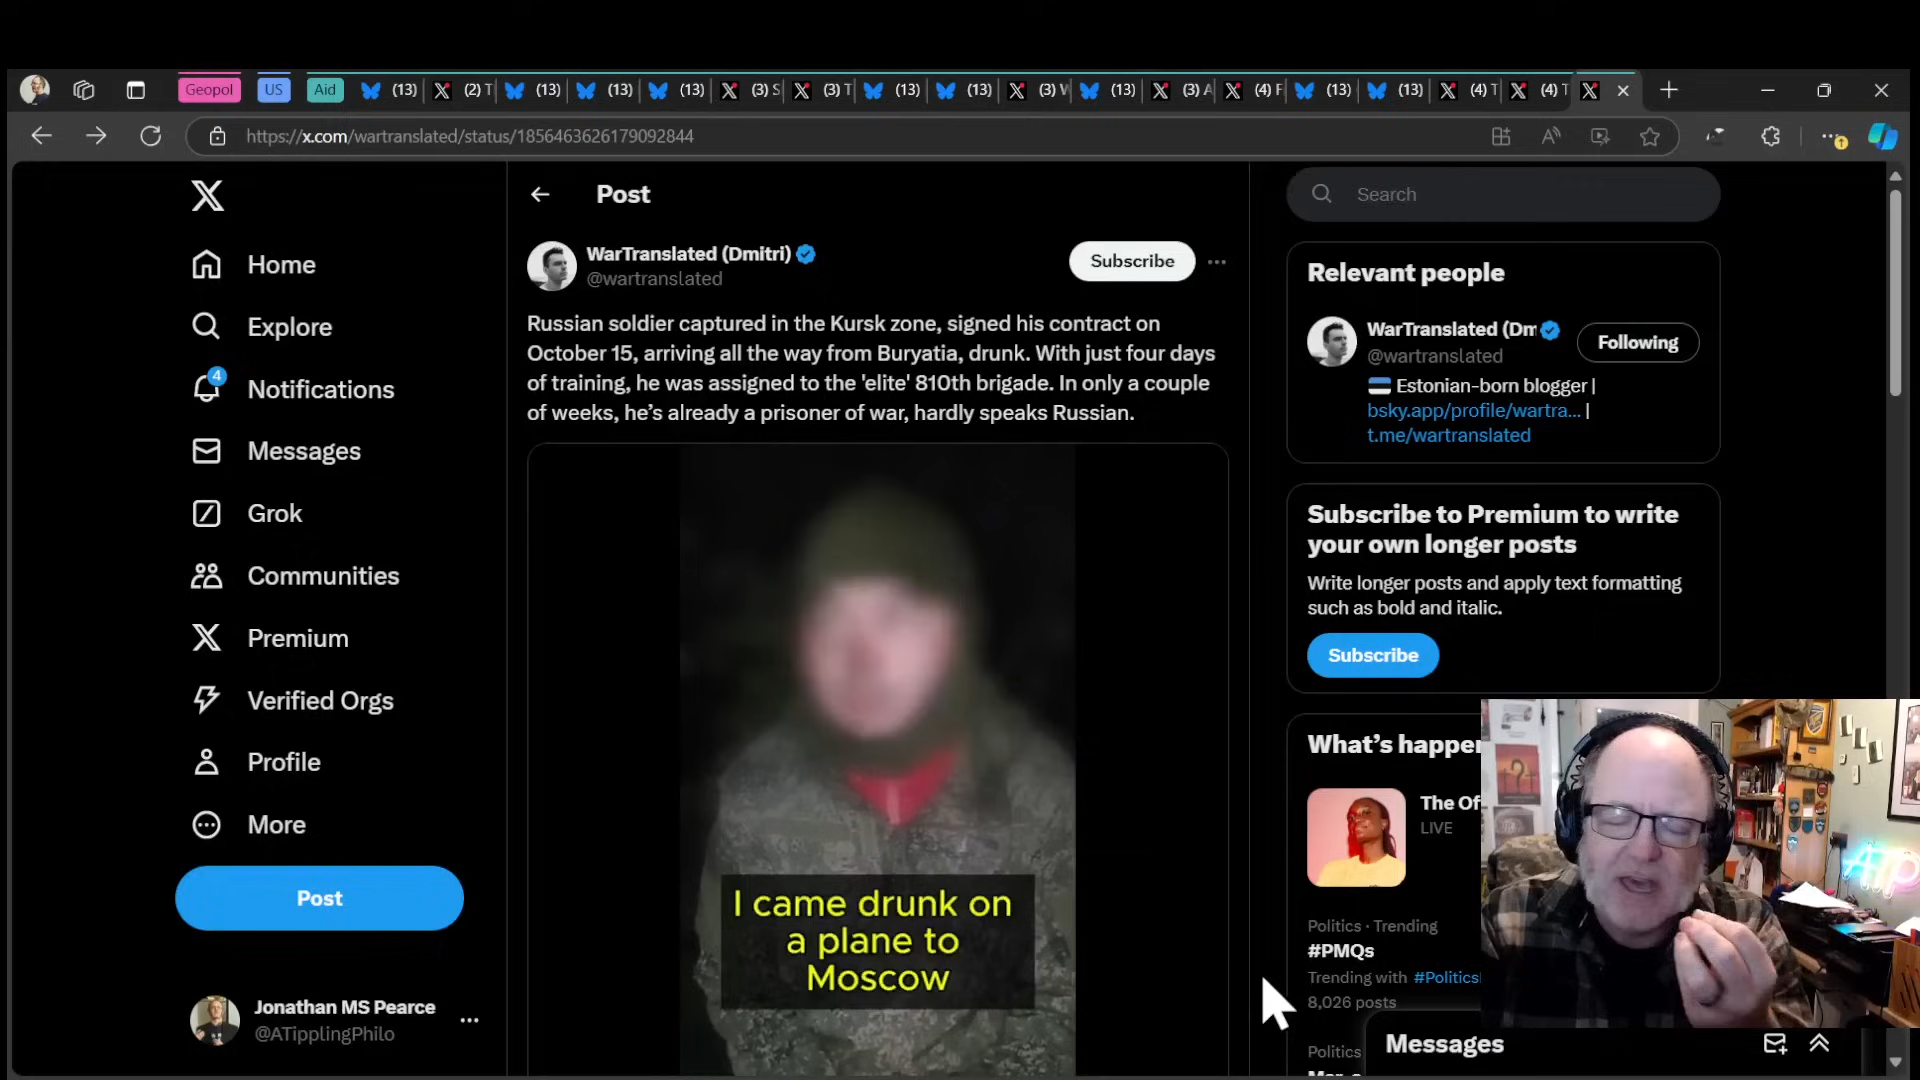 Geopol
US
Aid
(13)
(2) T
(13)
(13)
(13)
(3) S
(3) T
(13)
(13)
(3) W
(13)
(3) A
(4) F
(13)
(13)
(4) T
(4) T
https://x.com/wartranslated/status/1856463626179092844
Post
Search
Home
Explore
4
Notifications
Messages
Grok
Communities
Premium
Verified Orgs
Profile
More
Post
Jonathan MS Pearce
@ATipplingPhilo
WarTranslated (Dmitri)
@wartranslated
Subscribe
Russian soldier captured in the Kursk zone, signed his contract on
October 15, arriving all the way from Buryatia, drunk. With just four days
of training, he was assigned to the 'elite' 810th brigade. In only a couple
of weeks, he's already a prisoner of war, hardly speaks Russian.
I came drunk on
a plane to
Moscow
Relevant people
WarTranslated (Dm
@wartranslated
Following
Estonian-born blogger |
bsky.app/profile/wartra... |
t.me/wartranslated
Subscribe to Premium to write
your own longer posts
Write longer posts and apply text formatting
such as bold and italic.
Subscribe
What's happen
The Of
LIVE
Politics · Trending
#PMQs
Trending with #Politicsl
8,026 posts
Politics
Messages